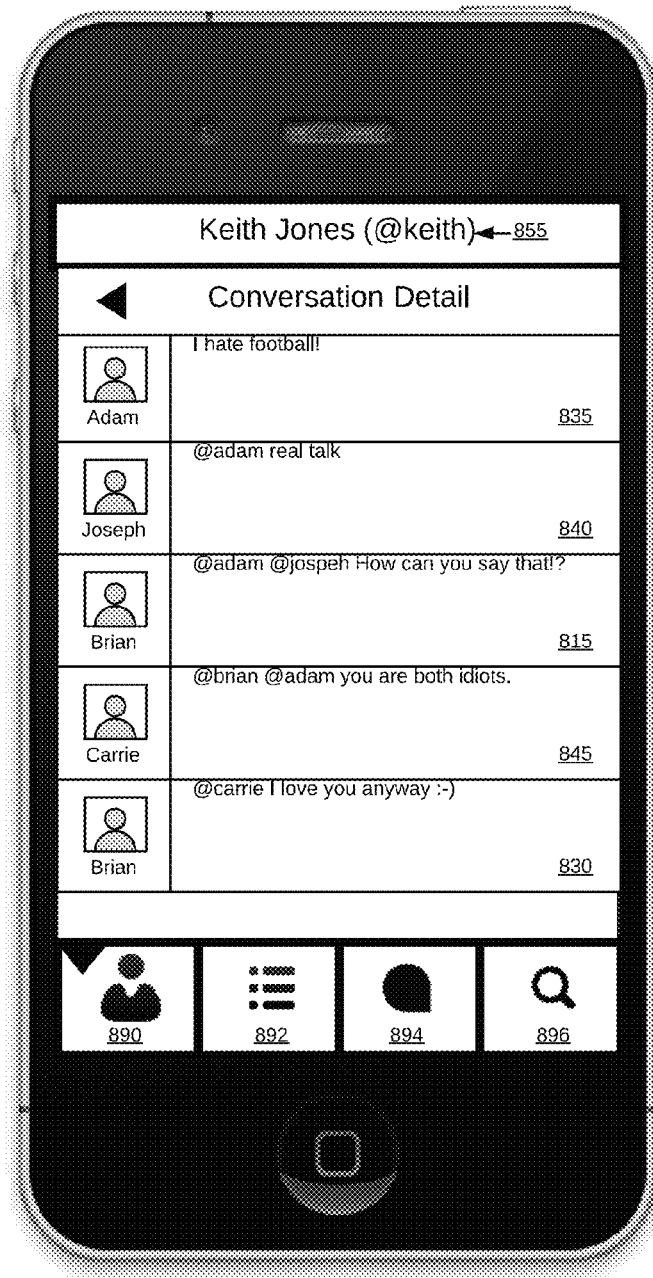 Keith Jones (@keith) 855
Conversation Detail
I hate football!
Adam
835
@adam real talk
Joseph
840
@adam @jospeh How can you say that!?
Brian
815
@brian @adam you are both idiots.
Carrie
845
@carrie I love you anyway :-)
Brian
830
890 892 894 896